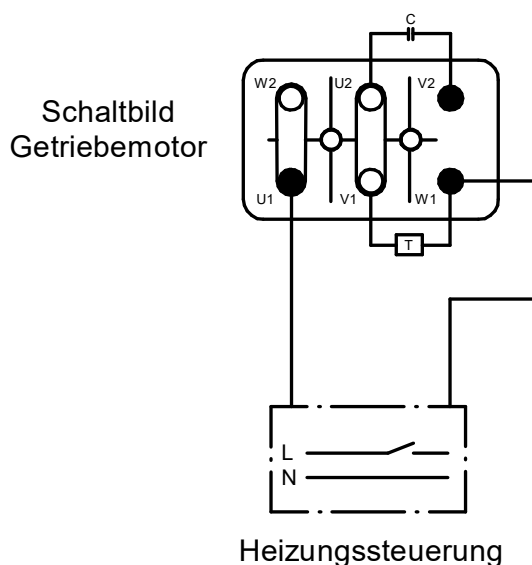 C
Schaltbild
Getriebemotor
W2 U2 V2
U1 V1 W1
T
L
N
Heizungssteuerung